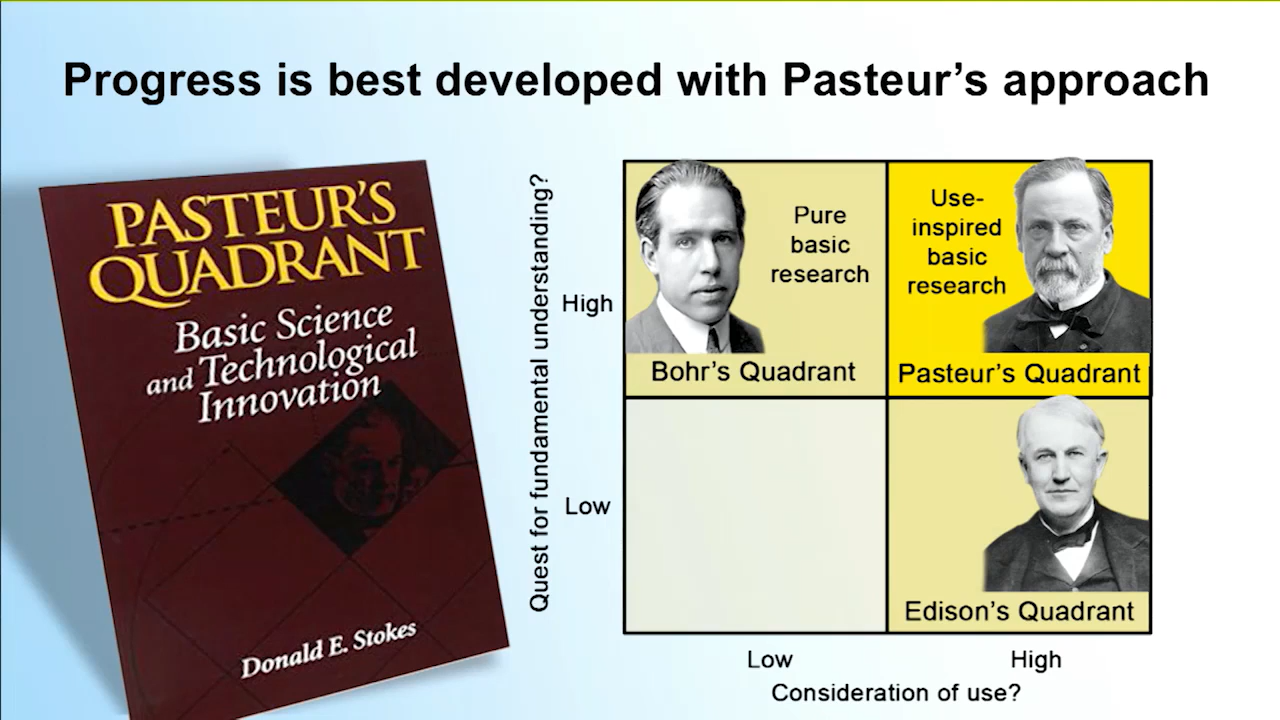 Progress is best developed with Pasteur’s approach
PASTEUR'S
QUADRANT
Basic Science
and Technological
Innovation
Donald E. Stokes
Quest for fundamental understanding?
High
Low
Pure
basic
research
Bohr’s Quadrant
Use-
inspired
basic
research
Pasteur’s Quadrant
Edison’s Quadrant
Low
High
Consideration of use?